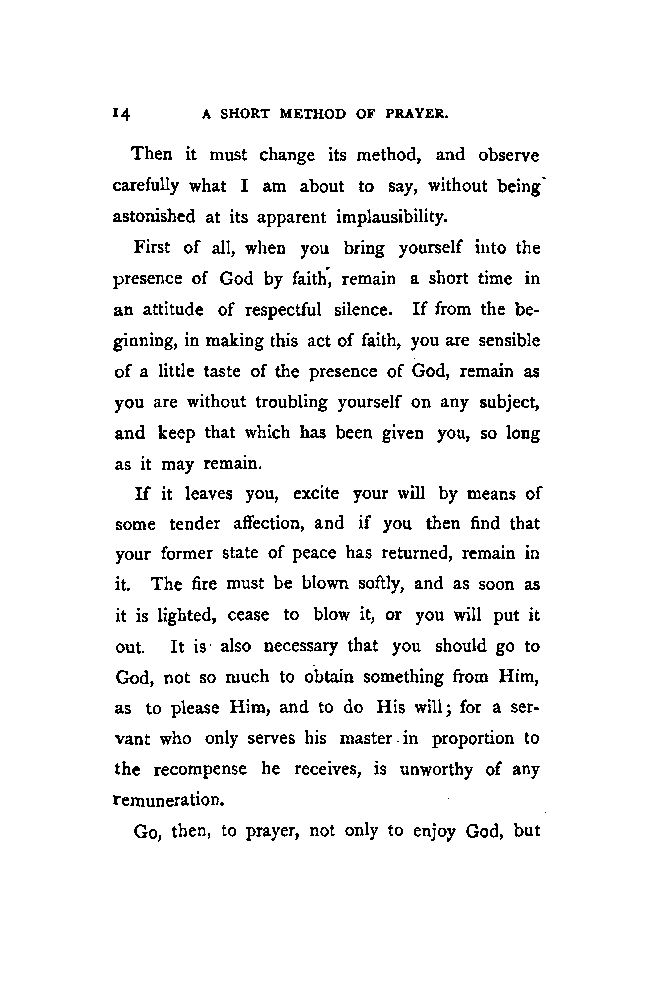 14 A SHORT METHOD OF PRAYER.
Then it must change its method, and observe
carefully what I am about to say, without being
astonished at its apparent implausibility.
First of all, when you bring yourself into the
presence of God by faith, remain a short time in
an attitude of respectful silence. If from the be-
ginning, in making this act of faith, you are sensible
of a little taste of the presence of God, remain as
you are without troubling yourself on any subject,
and keep that which has been given you, so long
as it may remain.
If it leaves you, excite your will by means of
some tender affection, and if you then find that
your former state of peace has returned, remain in
it. The fire must be blown softly, and as soon as
it is lighted, cease to blow it, or you will put it
out. It is also necessary that you should go to
God, not so much to obtain something from Him,
as to please Him, and to do His will; for a ser-
vant who only serves his master in proportion to
the recompense he receives, is unworthy of any
remuneration.
Go, then, to prayer, not only to enjoy God, but